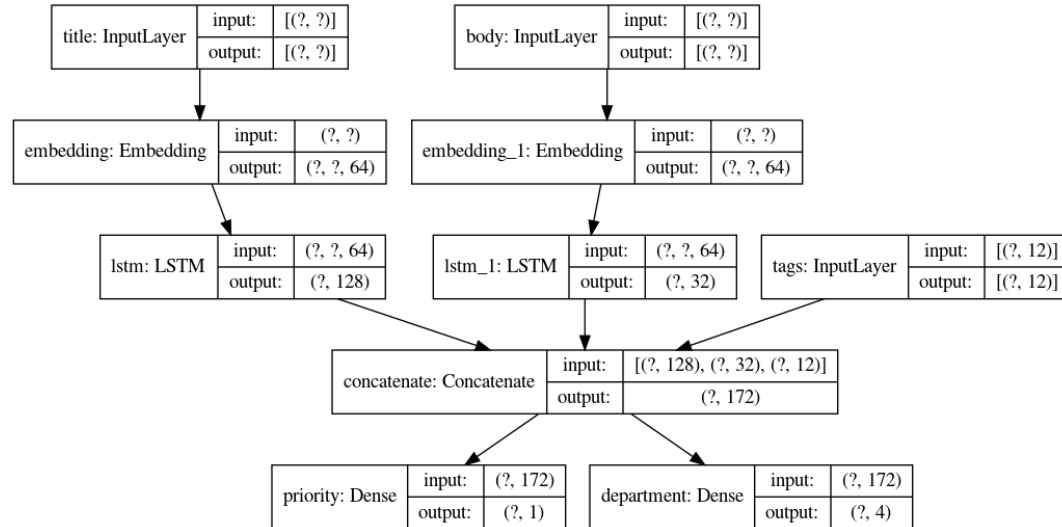 title: InputLayer
input: [(?, ?)]
output: [(?, ?)]
body: InputLayer
input: [(?, ?)]
output: [(?, ?)]
embedding: Embedding
input: (?, ?)
output: (?, ?, 64)
embedding_1: Embedding
input: (?, ?)
output: (?, ?, 64)
lstm: LSTM
input: (?, ?, 64)
output: (?, 128)
lstm_1: LSTM
input: (?, ?, 64)
output: (?, 32)
tags: InputLayer
input: [(?, 12)]
output: [(?, 12)]
concatenate: Concatenate
input: [(?, 128), (?, 32), (?, 12)]
output: (?, 172)
priority: Dense
input: (?, 172)
output: (?, 1)
department: Dense
input: (?, 172)
output: (?, 4)